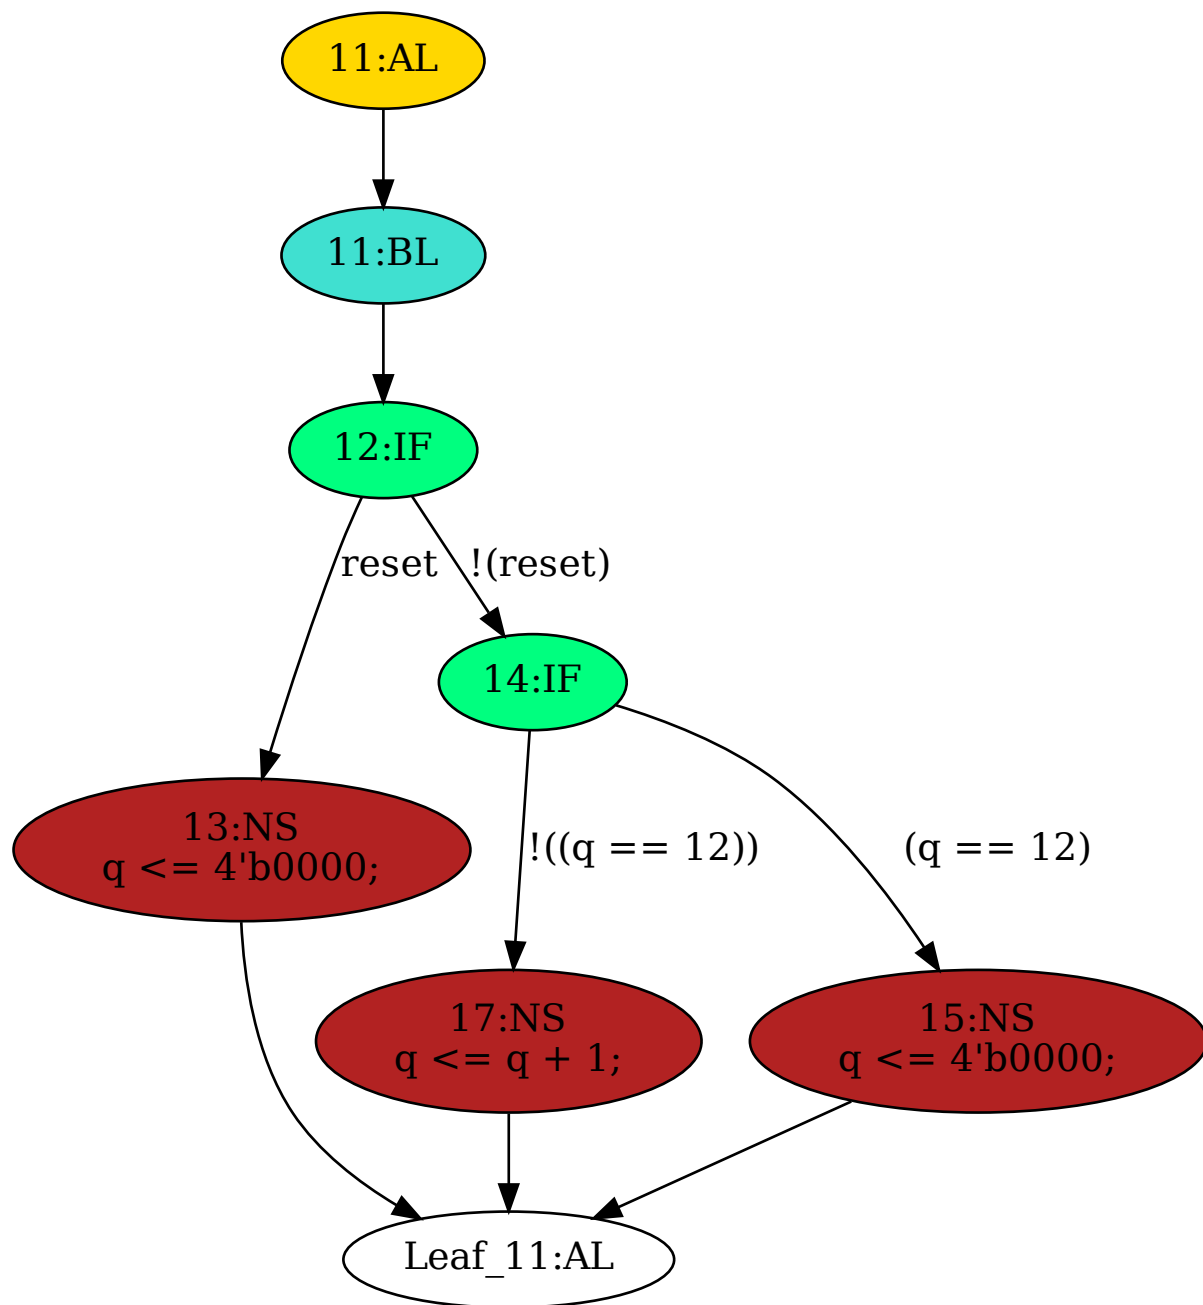 11:AL
11:BL
12:IF
reset
!(reset)
14:IF
13:NS
q <= 4'b0000;
!((q == 12))
(q == 12)
17:NS
q <= q + 1;
15:NS
q <= 4'b0000;
Leaf_11:AL